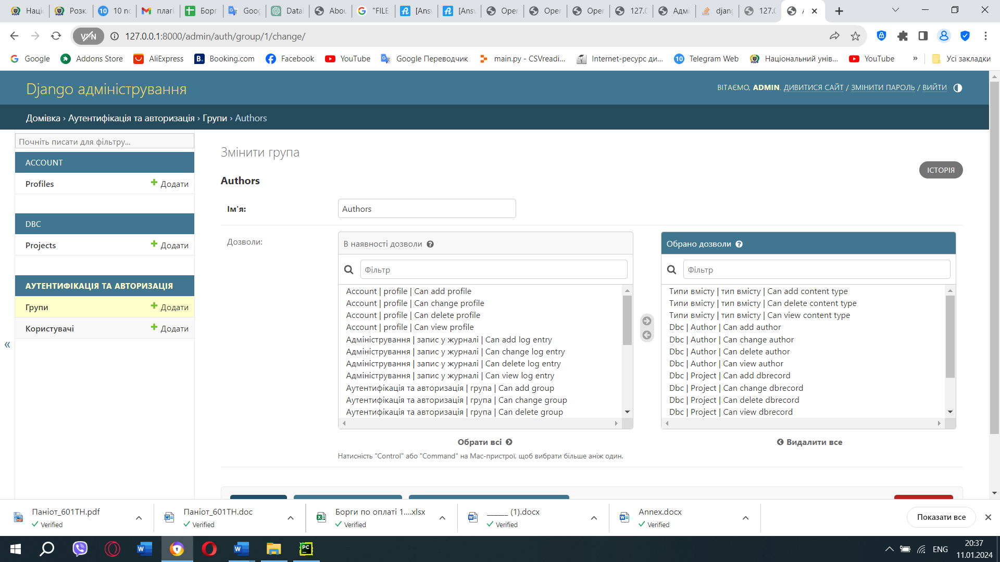 Наці
Розк
10 по
плагі
Борг
Goog
Data
Abou
"FILE
[Ansv
[Ansv
Oper
Oper
Oper
127.0
Адмі
djang
127.0
VPN 127.0.0.1:8000/admin/auth/group/1/change/
Google Addons Store AliExpress Booking.com Facebook YouTube Google Переводчик main.py - CSVreadi... Internet-ресурс ди... Telegram Web Національний унів... YouTube » Усі закладки
Django адміністрування
ВІТАЄМО, ADMIN. ДИВИТИСЯ САЙТ / ЗМІНИТИ ПАРОЛЬ / ВИЙТИ
Домівка › Аутентифікація та авторизація › Групи › Authors
Почніть писати для фільтру...
ACCOUNT
Profiles Додати
DBC
Projects Додати
АУТЕНТИФІКАЦІЯ ТА АВТОРИЗАЦІЯ
Групи Додати
Користувачі Додати
«
Змінити група
ІСТОРІЯ
Authors
Ім'я: Authors
Дозволи:
В наявності дозволи
Фільтр
Account | profile | Can add profile
Account | profile | Can change profile
Account | profile | Can delete profile
Account | profile | Can view profile
Адміністрування | запис у журналі | Can add log entry
Адміністрування | запис у журналі | Can change log entry
Адміністрування | запис у журналі | Can delete log entry
Адміністрування | запис у журналі | Can view log entry
Аутентифікація та авторизація | група | Can add group
Аутентифікація та авторизація | група | Can change group
Аутентифікація та авторизація | група | Can delete group
Обрати всі
Натисність "Control" або "Command" на Mac-пристрої, щоб вибрати більше аніж один.
Обрано дозволи
Фільтр
Типи вмісту | тип вмісту | Can add content type
Типи вмісту | тип вмісту | Can delete content type
Типи вмісту | тип вмісту | Can view content type
Dbc | Author | Can add author
Dbc | Author | Can change author
Dbc | Author | Can delete author
Dbc | Author | Can view author
Dbc | Project | Can add dbrecord
Dbc | Project | Can change dbrecord
Dbc | Project | Can delete dbrecord
Dbc | Project | Can view dbrecord
Видалити все
Паніот_601ТН.pdf
Verified
Паніот_601ТН.doc
Verified
Борги по оплаті 1....xlsx
Verified
______ (1).docx
Verified
Annex.docx
Verified
Показати все
ENG
20:37
11.01.2024